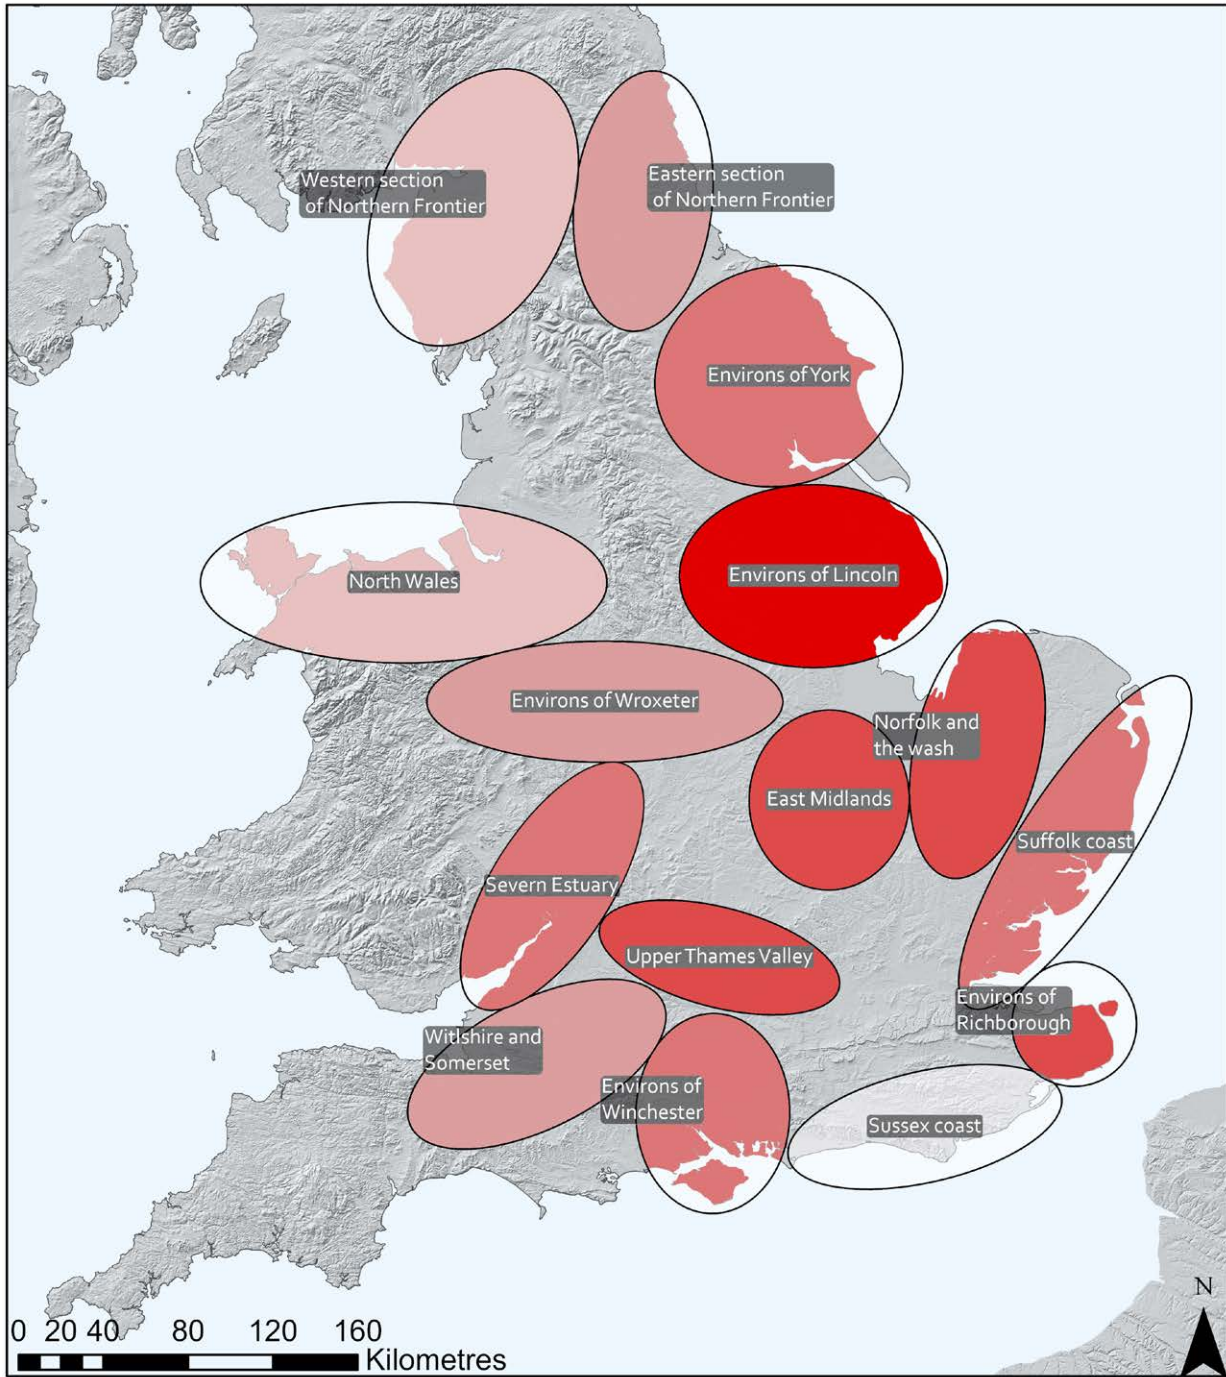 Western section
of Northern Frontier
Eastern section
of Northern Frontier
Environs of York
Environs of Lincoln
North Wales
Environs of Wroxeter
Norfolk and
the wash
East Midlands
Suffolk coast
Severn Estuary
Upper Thames Valley
Environs of
Richborough
Witlshire and
Somerset
Environs of
Winchester
Sussex coast
N
0 20 40 80 120 160
Kilometres